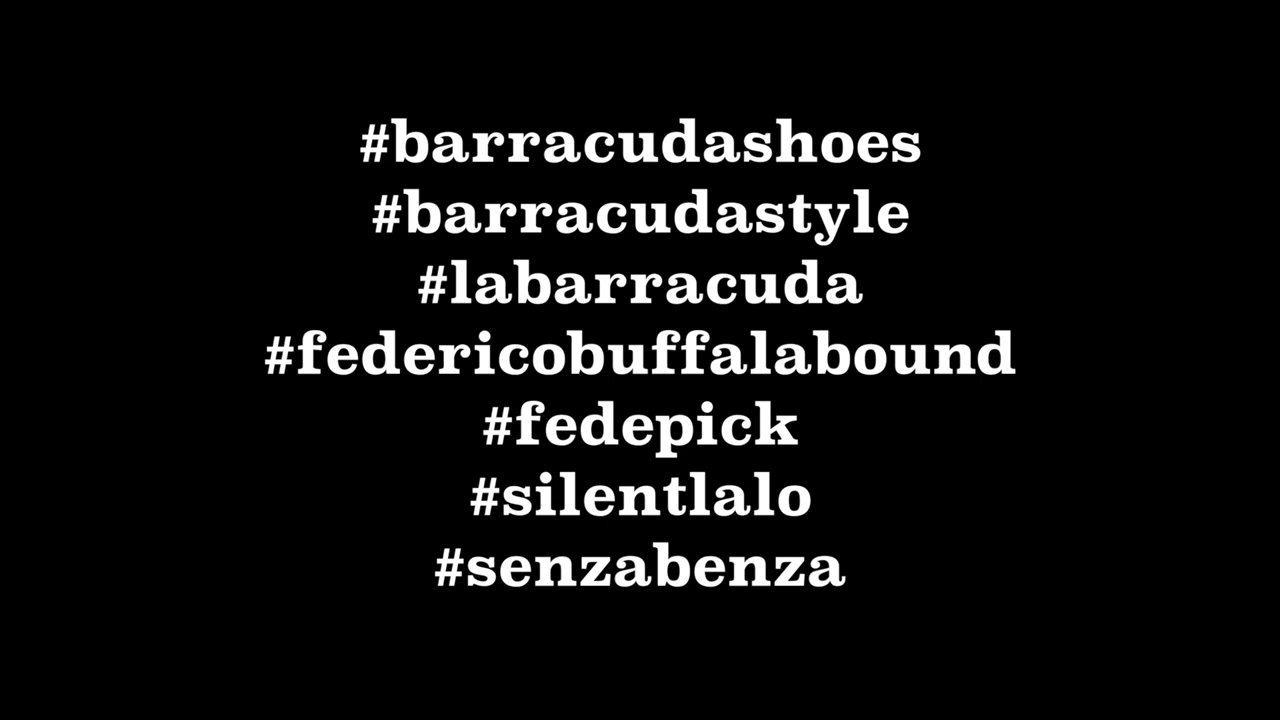 #barracudashoes
#barracudastyle
#labarracuda
#federicobuffalabound
#fedepick
#silentlalo
#senzabenza